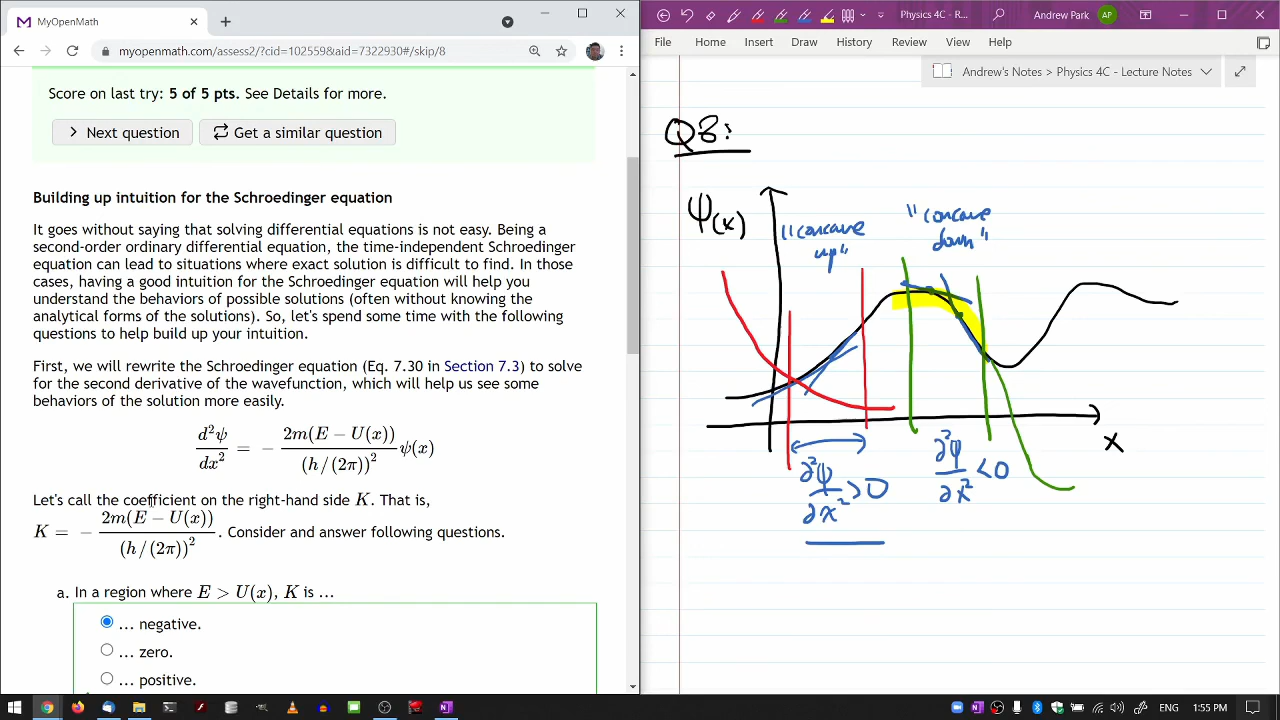 MyOpenMath
myopenmath.com/assess2/?cid=102559&aid=7322930#/skip/8
Score on last try: 5 of 5 pts. See Details for more.
Next question
Get a similar question
Building up intuition for the Schroedinger equation
It goes without saying that solving differential equations is not easy. Being a
second-order ordinary differential equation, the time-independent Schroedinger
equation can lead to situations where exact solution is difficult to find. In those
cases, having a good intuition for the Schroedinger equation will help you
understand the behaviors of possible solutions (often without knowing the
analytical forms of the solutions). So, let's spend some time with the following
questions to help build up your intuition.
First, we will rewrite the Schroedinger equation (Eq. 7.30 in Section 7.3) to solve
for the second derivative of the wavefunction, which will help us see some
behaviors of the solution more easily.
d²ψ/dx² = − 2m(E − U(x))/(h/(2π))² ψ(x)
Let's call the coefficient on the right-hand side K. That is,
K = − 2m(E − U(x))/(h/(2π))². Consider and answer following questions.
a. In a region where E > U(x), K is ...
... negative.
... zero.
... positive.
Physics 4C - R...
Andrew Park
AP
File Home Insert Draw History Review View Help
Andrew's Notes > Physics 4C - Lecture Notes
Q8:
ψ(x)
"concave
up"
"concave
down"
x
∂²ψ/∂x² > 0
∂²ψ/∂x² < 0
1:55 PM